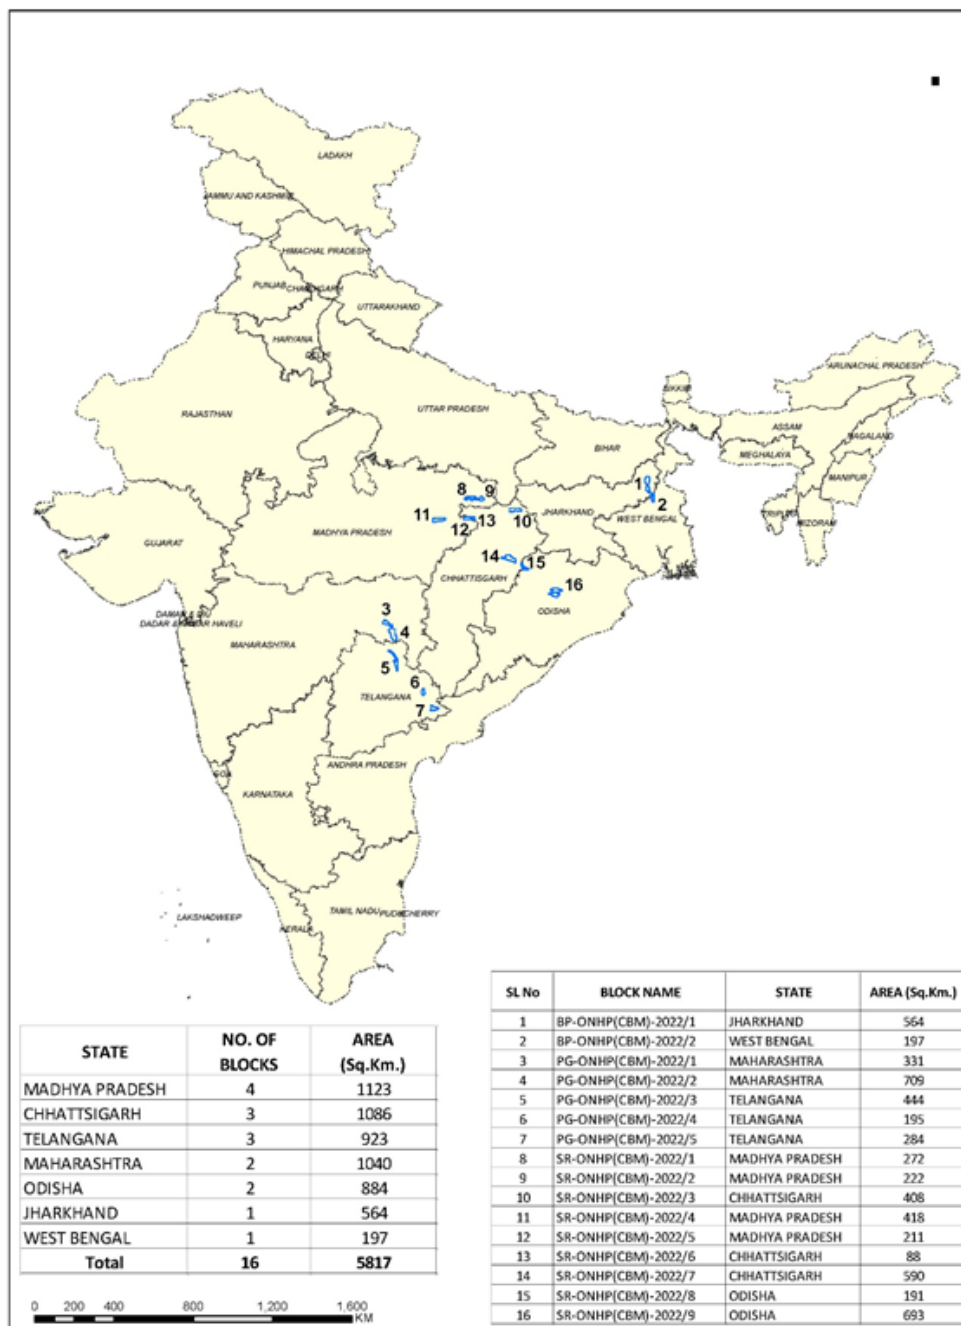 LADAKH
JAMMU AND KASHMIR
HIMACHAL PRADESH
PUNJAB
CHANDIGARH
UTTARAKHAND
HARYANA
DELHI
ARUNACHAL PRADESH
SIKKIM
RAJASTHAN
UTTAR PRADESH
ASSAM
NAGALAND
BIHAR
MEGHALAYA
MANIPUR
1
8
9
2
11
10
JHARKHAND
WEST BENGAL
TRIPURA
MIZORAM
12
13
MADHYA PRADESH
GUJARAT
14
15
CHHATTISGARH
16
ODISHA
DAMAN & DIU
DADAR & NAGAR HAVELI
3
4
MAHARASHTRA
5
6
TELANGANA
7
ANDHRA PRADESH
GOA
KARNATAKA
TAMIL NADU
PUDUCHERRY
LAKSHADWEEP
KERALA
STATE NO. OF BLOCKS AREA (Sq.Km.)
MADHYA PRADESH 4 1123
CHHATTSIGARH 3 1086
TELANGANA 3 923
MAHARASHTRA 2 1040
ODISHA 2 884
JHARKHAND 1 564
WEST BENGAL 1 197
Total 16 5817
0 200 400 800 1,200 1,600
KM
SL No BLOCK NAME STATE AREA (Sq.Km.)
1 BP-ONHP(CBM)-2022/1 JHARKHAND 564
2 BP-ONHP(CBM)-2022/2 WEST BENGAL 197
3 PG-ONHP(CBM)-2022/1 MAHARASHTRA 331
4 PG-ONHP(CBM)-2022/2 MAHARASHTRA 709
5 PG-ONHP(CBM)-2022/3 TELANGANA 444
6 PG-ONHP(CBM)-2022/4 TELANGANA 195
7 PG-ONHP(CBM)-2022/5 TELANGANA 284
8 SR-ONHP(CBM)-2022/1 MADHYA PRADESH 272
9 SR-ONHP(CBM)-2022/2 MADHYA PRADESH 222
10 SR-ONHP(CBM)-2022/3 CHHATTSIGARH 408
11 SR-ONHP(CBM)-2022/4 MADHYA PRADESH 418
12 SR-ONHP(CBM)-2022/5 MADHYA PRADESH 211
13 SR-ONHP(CBM)-2022/6 CHHATTSIGARH 88
14 SR-ONHP(CBM)-2022/7 CHHATTSIGARH 590
15 SR-ONHP(CBM)-2022/8 ODISHA 191
16 SR-ONHP(CBM)-2022/9 ODISHA 693